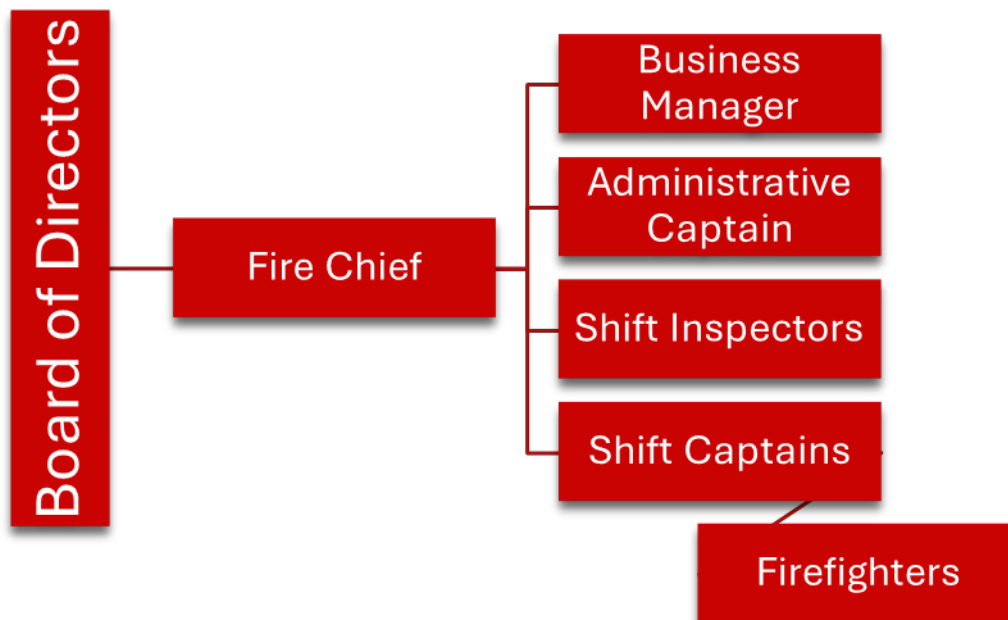 Board of Directors
Fire Chief
Business
Manager
Administrative
Captain
Shift Inspectors
Shift Captains
Firefighters